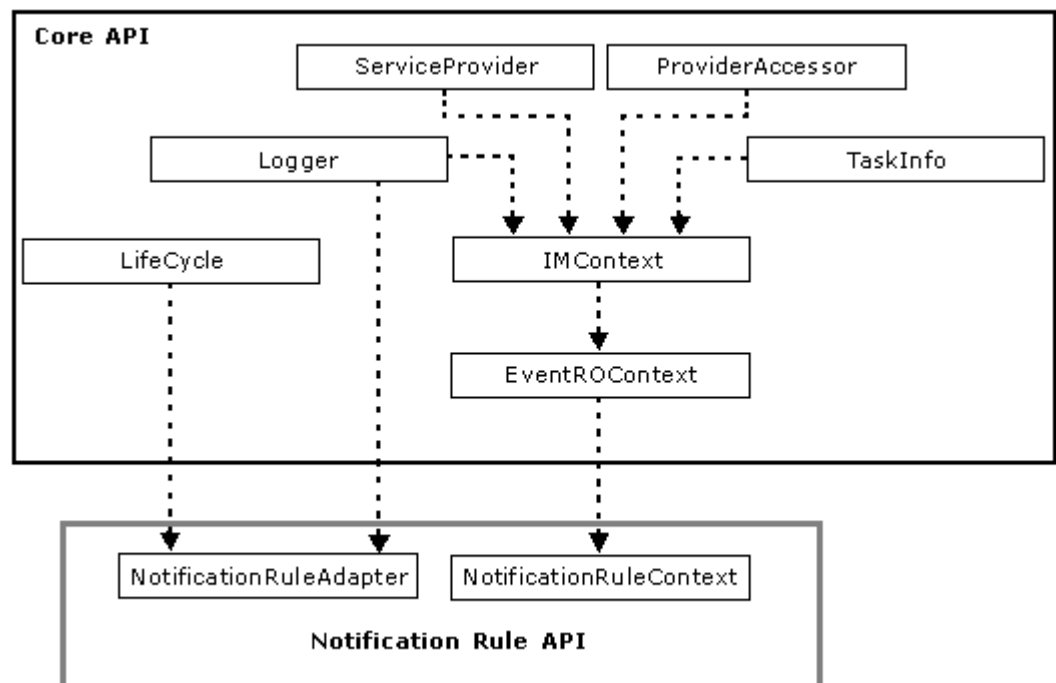 Core API
ServiceProvider
ProviderAccessor
Logger
TaskInfo
LifeCycle
IMContext
EventROContext
NotificationRuleAdapter
NotificationRuleContext
Notification Rule API